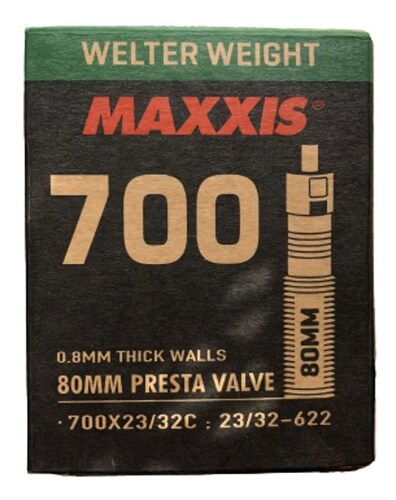 WELTER WEIGHT
MAXXIS®
700
80MM
0.8MM THICK WALLS
80MM PRESTA VALVE
· 700X23/32C : 23/32-622